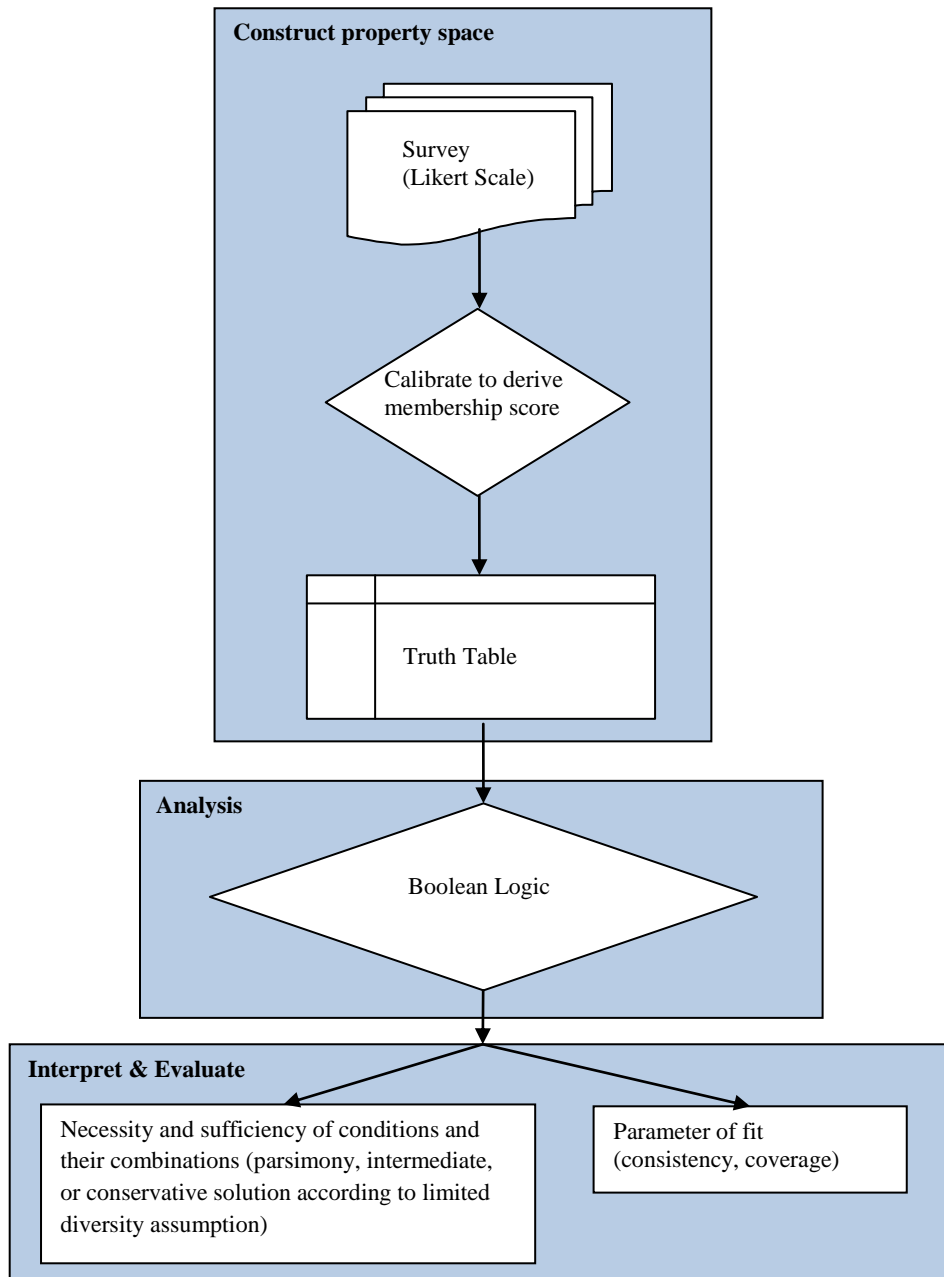 Construct property space
Survey
(Likert Scale)
Calibrate to derive
membership score
Truth Table
Analysis
Boolean Logic
Interpret & Evaluate
Necessity and sufficiency of conditions and
their combinations (parsimony, intermediate,
or conservative solution according to limited
diversity assumption)
Parameter of fit
(consistency, coverage)